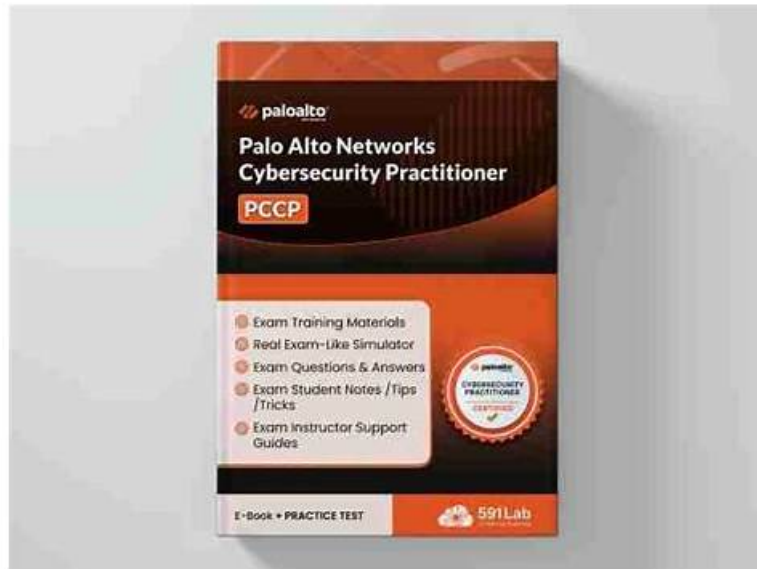 paloalto
Palo Alto Networks
Cybersecurity Practitioner
PCCP
Exam Training Materials
Real Exam-Like Simulator
Exam Questions & Answers
Exam Student Notes /Tips
/Tricks
Exam Instructor Support
Guides
paloalto
CYBERSECURITY
PRACTITIONER
CERTIFIED
E-Book + PRACTICE TEST
591Lab